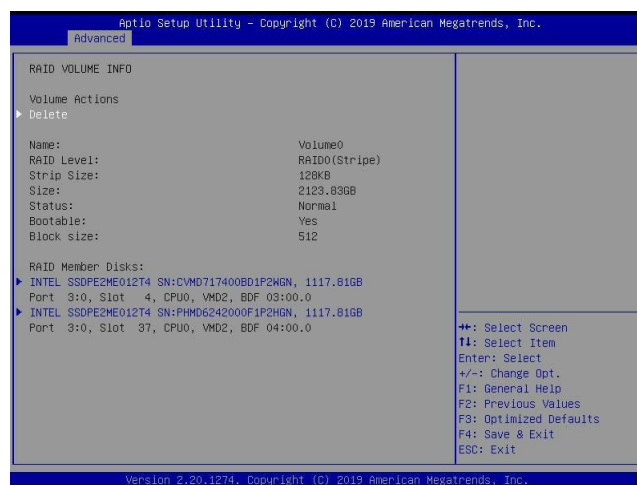 Aptio Setup Utility – Copyright (C) 2019 American Megatrends, Inc.
Advanced
RAID VOLUME INFO
Volume Actions
▶ Delete
Name: Volume0
RAID Level: RAID0(Stripe)
Strip Size: 128KB
Size: 2123.83GB
Status: Normal
Bootable: Yes
Block size: 512
RAID Member Disks:
▶ INTEL SSDPE2ME012T4 SN:CVMD717400BD1P2WGN, 1117.81GB
Port 3:0, Slot 4, CPU0, VMD2, BDF 03:00.0
▶ INTEL SSDPE2ME012T4 SN:PHMD6242000F1P2HGN, 1117.81GB
Port 3:0, Slot 37, CPU0, VMD2, BDF 04:00.0
→←: Select Screen
↑↓: Select Item
Enter: Select
+/-: Change Opt.
F1: General Help
F2: Previous Values
F3: Optimized Defaults
F4: Save & Exit
ESC: Exit
Version 2.20.1274. Copyright (C) 2019 American Megatrends, Inc.